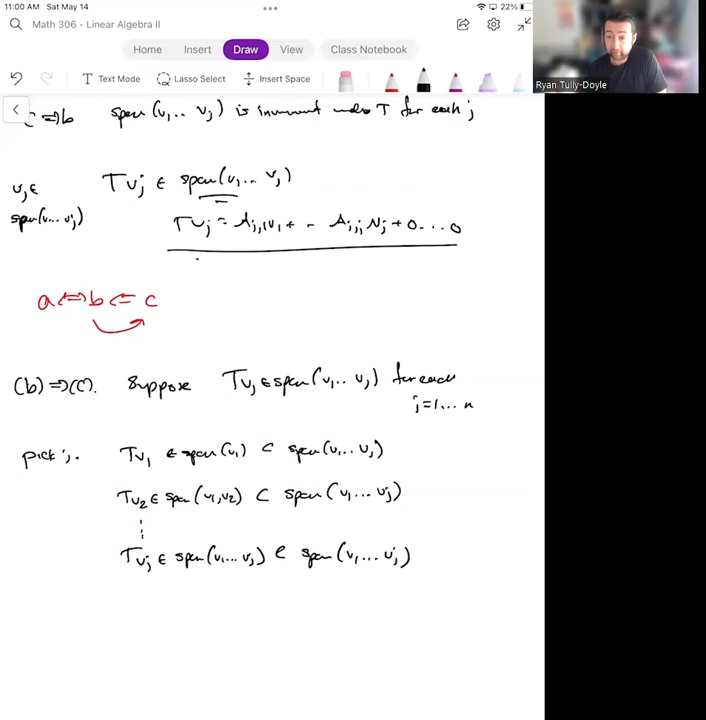 11:00 AM Sat May 14
22%
Math 306 - Linear Algebra II
Home Insert Draw View Class Notebook
Text Mode Lasso Select Insert Space
Ryan Tully-Doyle
c ⇒ b span(v₁ .. vⱼ) is invariant under T for each j
vⱼ ∈ span(v₁... vⱼ)
Tvⱼ ∈ span(v₁ ... vⱼ)
Tvⱼ = Aⱼ,₁v₁ + -- Aⱼ,ⱼ vⱼ + 0 ... 0
a ⇔ b ⇐ c
(b) ⇒ (c). Suppose Tvⱼ ∈ span(v₁ .. vⱼ) for each
j = 1 ... n
pick j. Tv₁ ∈ span(v₁) ⊂ span(v₁ ... vⱼ)
Tv₂ ∈ span(v₁, v₂) ⊂ span(v₁ ... vⱼ)
Tvⱼ ∈ span(v₁ ... vⱼ) ⊂ span(v₁ ... vⱼ)